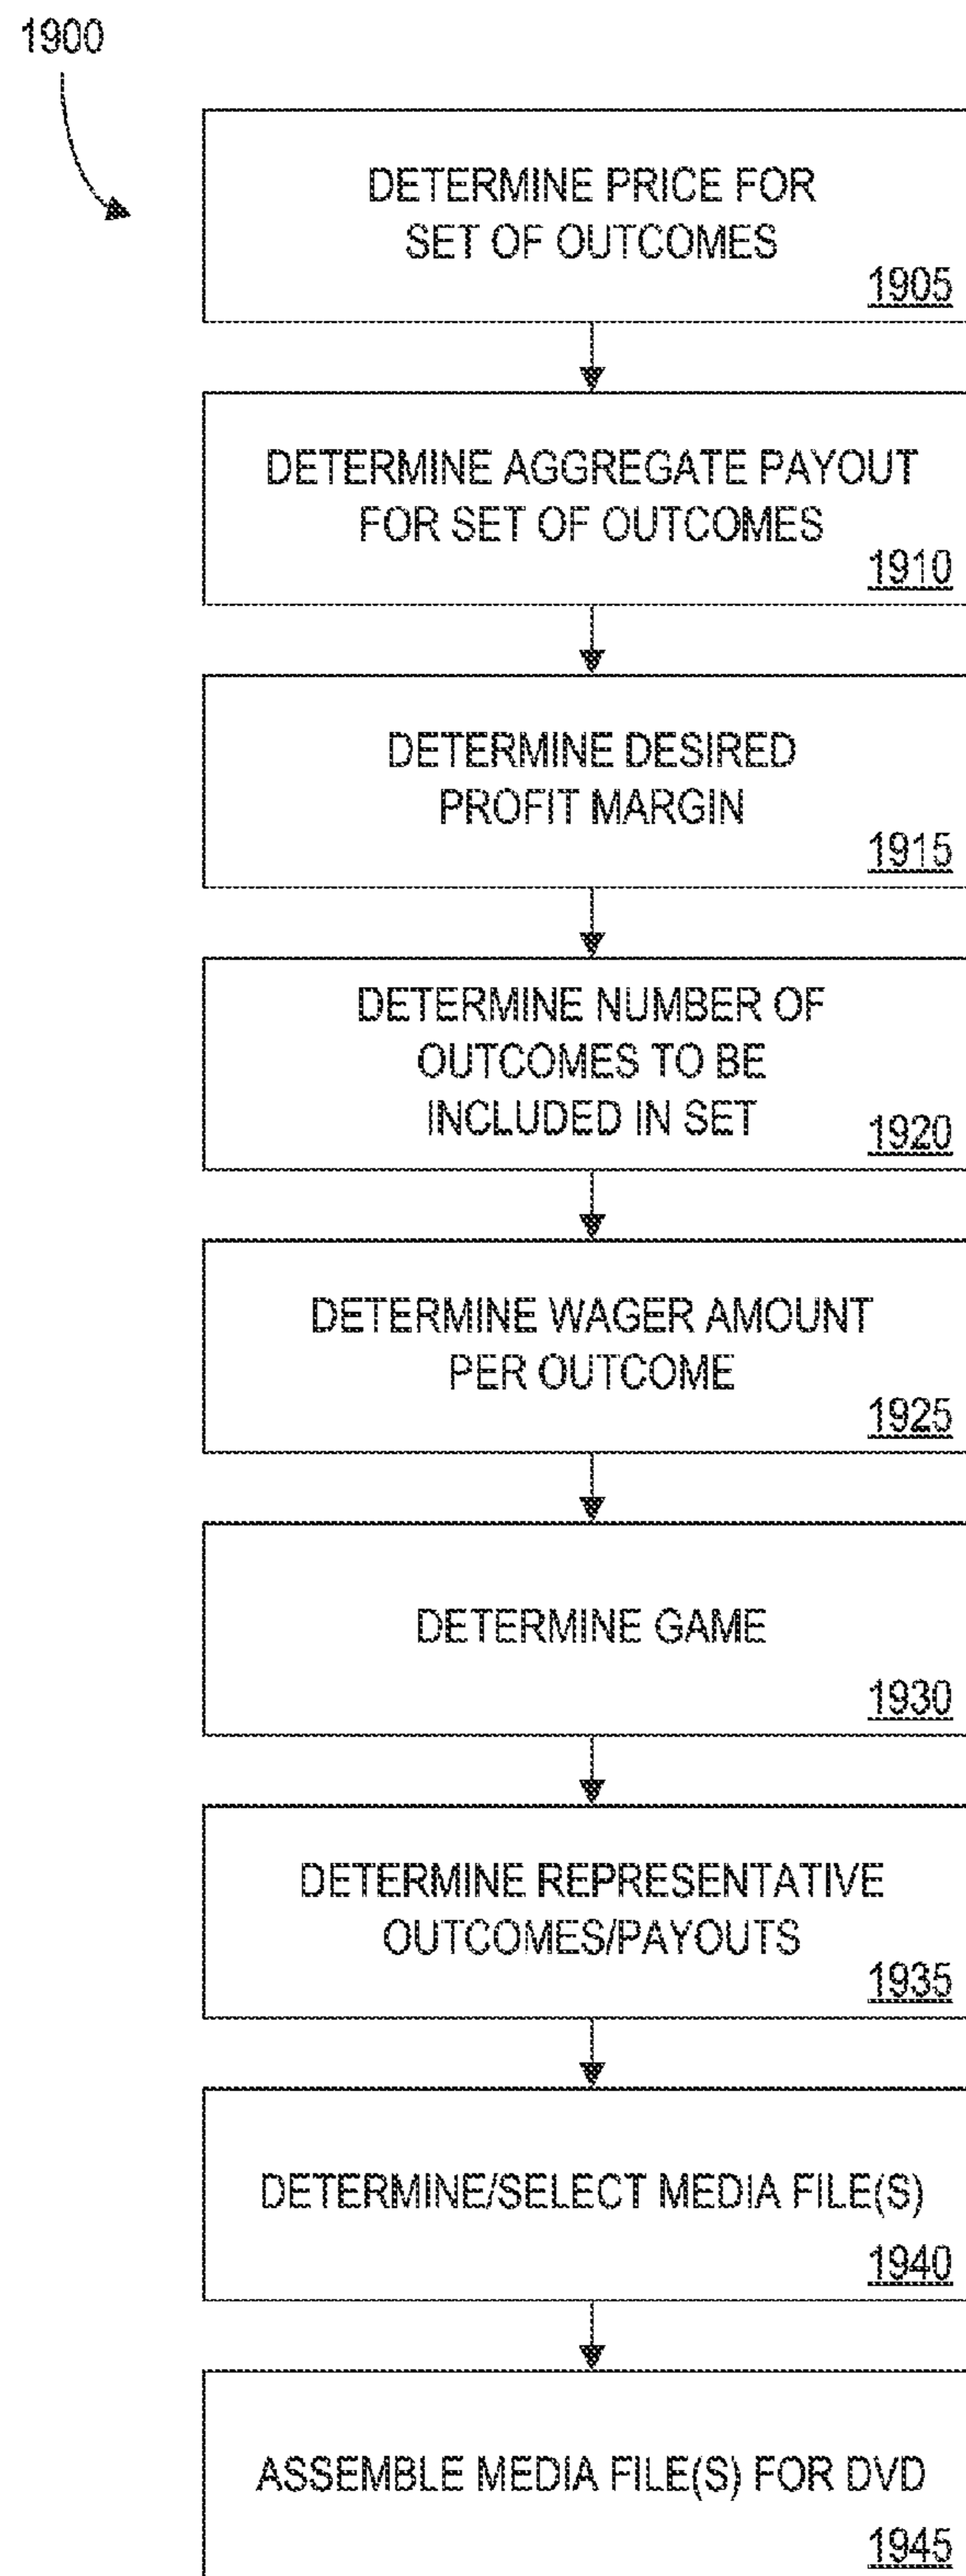 1900
DETERMINE PRICE FOR
SET OF OUTCOMES
1905
DETERMINE AGGREGATE PAYOUT
FOR SET OF OUTCOMES
1910
DETERMINE DESIRED
PROFIT MARGIN
1915
DETERMINE NUMBER OF
OUTCOMES TO BE
INCLUDED IN SET
1920
DETERMINE WAGER AMOUNT
PER OUTCOME
1925
DETERMINE GAME
1930
DETERMINE REPRESENTATIVE
OUTCOMES/PAYOUTS
1935
DETERMINE/SELECT MEDIA FILE(S)
1940
ASSEMBLE MEDIA FILE(S) FOR DVD
1945